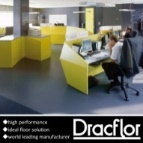 Dracflor
◆high performance
◆ideal floor solution
◆world leading manufacturer